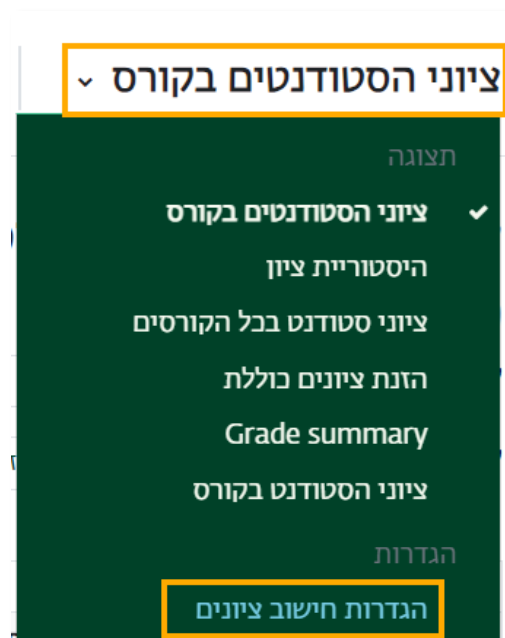 ציוני הסטודנטים בקורס
תצוגה
ציוני הסטודנטים בקורס
היסטוריית ציון
ציוני סטודנט בכל הקורסים
הזנת ציונים כוללת
Grade summary
ציוני הסטודנט בקורס
הגדרות
הגדרות חישוב ציונים